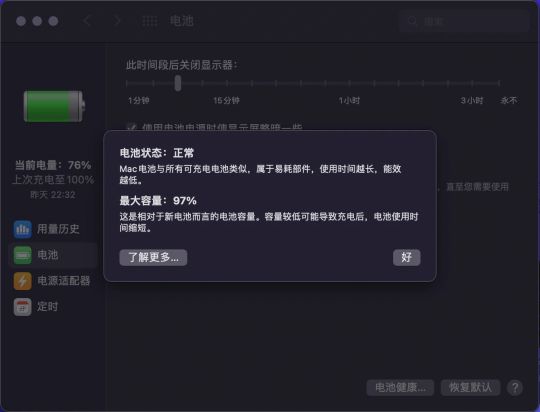 电池
搜索
此时间段后关闭显示器：
1分钟
15分钟
1小时
3小时
永不
使用电池电源时使显示屏略暗一些
当前电量：76%
上次充电至100%
昨天 22:32
，直至您需要使用
用量历史
电池
电源适配器
定时
电池状态：正常
Mac电池与所有可充电电池类似，属于易耗部件，使用时间越长，能效
越低。
最大容量：97%
这是相对于新电池而言的电池容量。容量较低可能导致充电后，电池使用时
间缩短。
了解更多...
好
电池健康...
恢复默认
?